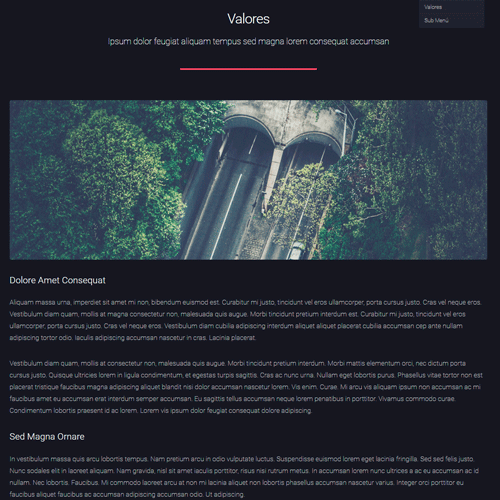 Valores
Sub Menú
Valores
Ipsum dolor feugiat aliquam tempus sed magna lorem consequat accumsan
Dolore Amet Consequat
Aliquam massa urna, imperdiet sit amet mi non, bibendum euismod est. Curabitur mi justo, tincidunt vel eros ullamcorper, porta cursus justo. Cras vel neque eros.
Vestibulum diam quam, mollis at magna consectetur non, malesuada quis augue. Morbi tincidunt pretium interdum est. Curabitur mi justo, tincidunt vel eros
ullamcorper, porta cursus justo. Cras vel neque eros. Vestibulum diam cubilia adipiscing interdum aliquet aliquet placerat cubilia accumsan cep ante nullam
adipiscing tortor odio. Iaculis adipiscing accumsan nascetur in cras. Lacinia placerat.
Vestibulum diam quam, mollis at consectetur non, malesuada quis augue. Morbi tincidunt pretium interdum. Morbi mattis elementum orci, nec dictum porta
cursus justo. Quisque ultricies lorem in ligula condimentum, et egestas turpis sagittis. Cras ac nunc urna. Nullam eget lobortis purus. Phasellus vitae tortor non est
placerat tristique faucibus magna adipiscing aliquet blandit nisi dolor accumsan nascetur lorem. Vis enim. Curae. Mi arcu vis aliquam ipsum non accumsan ac mi
faucibus amet eu accumsan erat interdum semper accumsan. Eu sagittis tellus accumsan neque lorem penatibus in porttitor. Vivamus commodo curae.
Condimentum lobortis praesent id ac lorem. Lorem vis ipsum dolor feugiat consequat dolore adipiscing.
Sed Magna Ornare
In vestibulum massa quis arcu lobortis tempus. Nam pretium arcu in odio vulputate luctus. Suspendisse euismod lorem eget lacinia fringilla. Sed sed felis justo.
Nunc sodales elit in laoreet aliquam. Nam gravida, nisl sit amet iaculis porttitor, risus nisi rutrum metus. In accumsan lorem nunc ultrices a ac eu accumsan ac id
nullam. Nec lobortis. Faucibus. Mi commodo laoreet arcu at non mi lacinia aliquet non lobortis phasellus accumsan nascetur varius. Integer orci porttitor eu
faucibus aliquet faucibus ac accumsan adipiscing accumsan odio. Ut adipiscing.